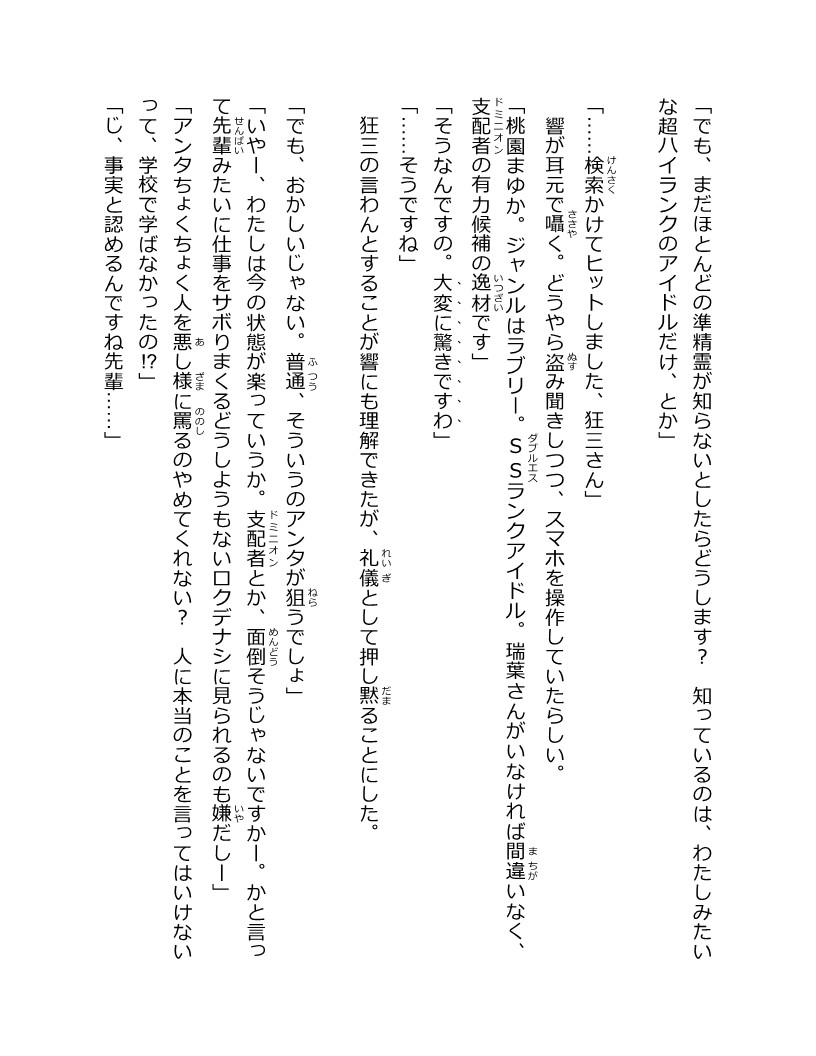 「でも、まだほとんどの準精霊が知らないとしたらどうします？　知っているのは、わたしみたい
な超ハイランクのアイドルだけ、とか」
「……検索かけてヒットしました、狂三さん」
響が耳元で囁く。どうやら盗み聞きしつつ、スマホを操作していたらしい。
「桃園まゆか。ジャンルはラブリー。ＳＳランクアイドル。瑞葉さんがいなければ間違いなく、
支配者の有力候補の逸材です」
「そうなんですの。大変に驚きですわ」
「……そうですね」
狂三の言わんとすることが響にも理解できたが、礼儀として押し黙ることにした。
「でも、おかしいじゃない。普通、そういうのアンタが狙うでしょ」
「いやー、わたしは今の状態が楽っていうか。支配者とか、面倒そうじゃないですかー。かと言っ
て先輩みたいに仕事をサボりまくるどうしようもないロクデナシに見られるのも嫌だしー」
「アンタちょくちょく人を悪し様に罵るのやめてくれない？　人に本当のことを言ってはいけない
って、学校で学ばなかったの!?」
「じ、事実と認めるんですね先輩……」